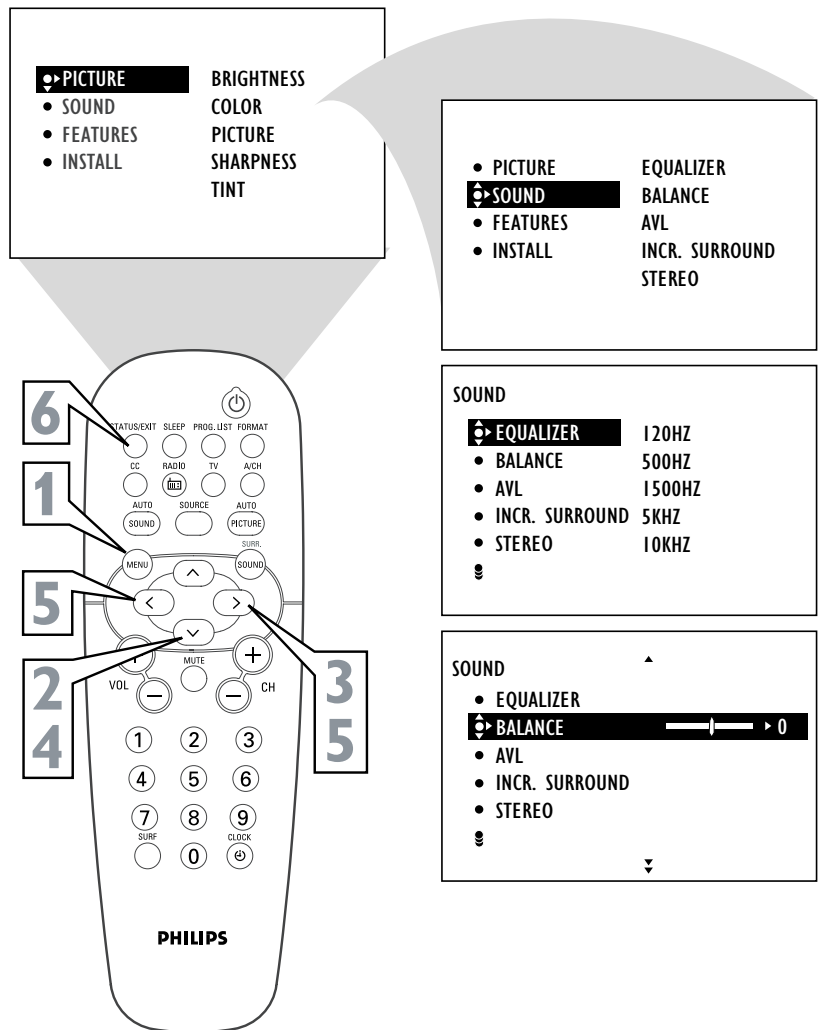 PICTURE BRIGHTNESS
SOUND COLOR
FEATURES PICTURE
INSTALL SHARPNESS
TINT
PICTURE EQUALIZER
SOUND BALANCE
FEATURES AVL
INSTALL INCR. SURROUND
STEREO
SOUND
EQUALIZER 120HZ
BALANCE 500HZ
AVL 1500HZ
INCR. SURROUND 5KHZ
STEREO 10KHZ
SOUND
EQUALIZER
BALANCE 0
AVL
INCR. SURROUND
STEREO
6
1
5
2
4
3
5
STATUS/EXIT SLEEP PROG. LIST FORMAT
CC RADIO TV A/CH
AUTO SOURCE AUTO
SOUND PICTURE
SURR.
MENU SOUND
MUTE
VOL CH
1 2 3
4 5 6
7 8 9
SURF CLOCK
0
PHILIPS